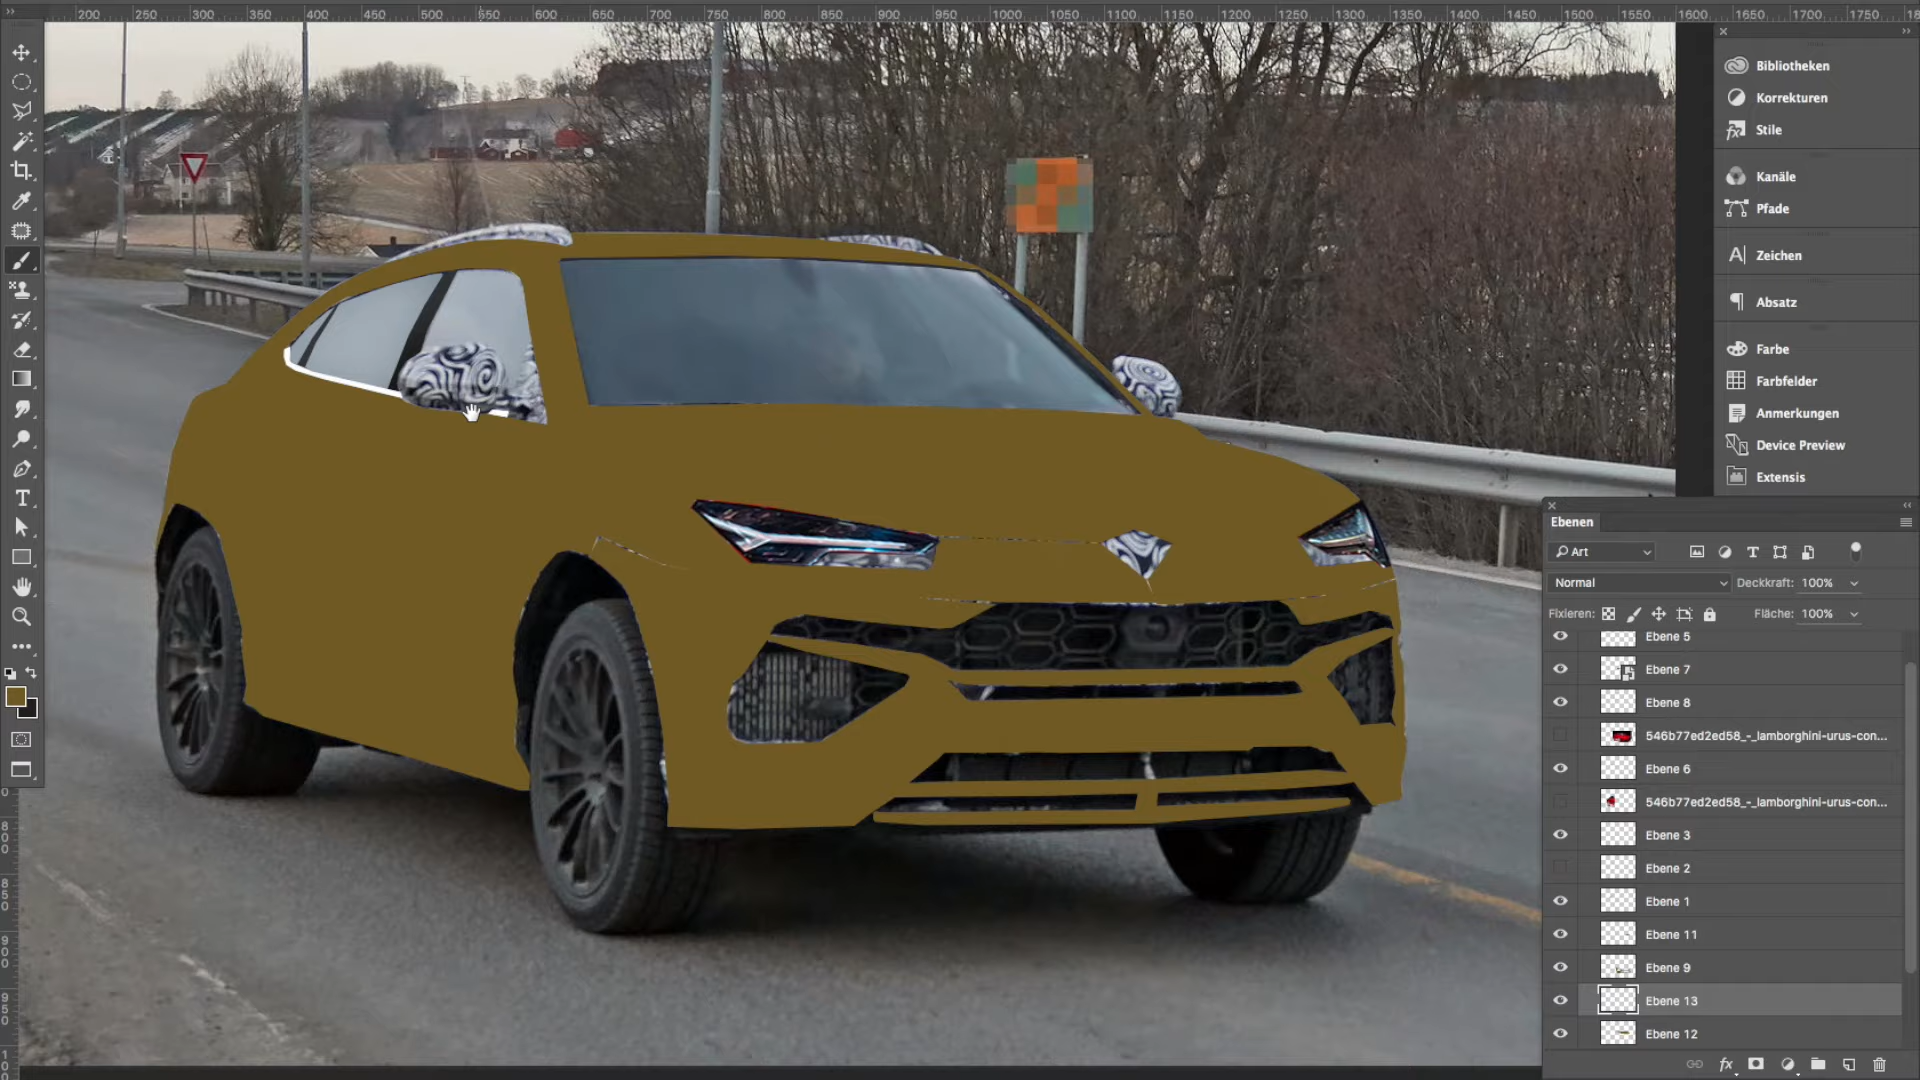 200 250 300 350 400 450 500 550 600 650 700 750 800 850 900 950 1000 1050 1100 1150 1200 1250 1300 1350 1400 1450 1500 1550 1600 1650 1700 1750
Bibliotheken
Korrekturen
Stile
Kanäle
Pfade
Zeichen
Absatz
Farbe
Farbfelder
Anmerkungen
Device Preview
Extensis
Ebenen
Art
Normal
Deckkraft: 100%
Fixieren:
Fläche: 100%
Ebene 5
Ebene 7
Ebene 8
546b77ed2ed58_-_lamborghini-urus-con...
Ebene 6
546b77ed2ed58_-_lamborghini-urus-con...
Ebene 3
Ebene 2
Ebene 1
Ebene 11
Ebene 9
Ebene 13
Ebene 12
fx